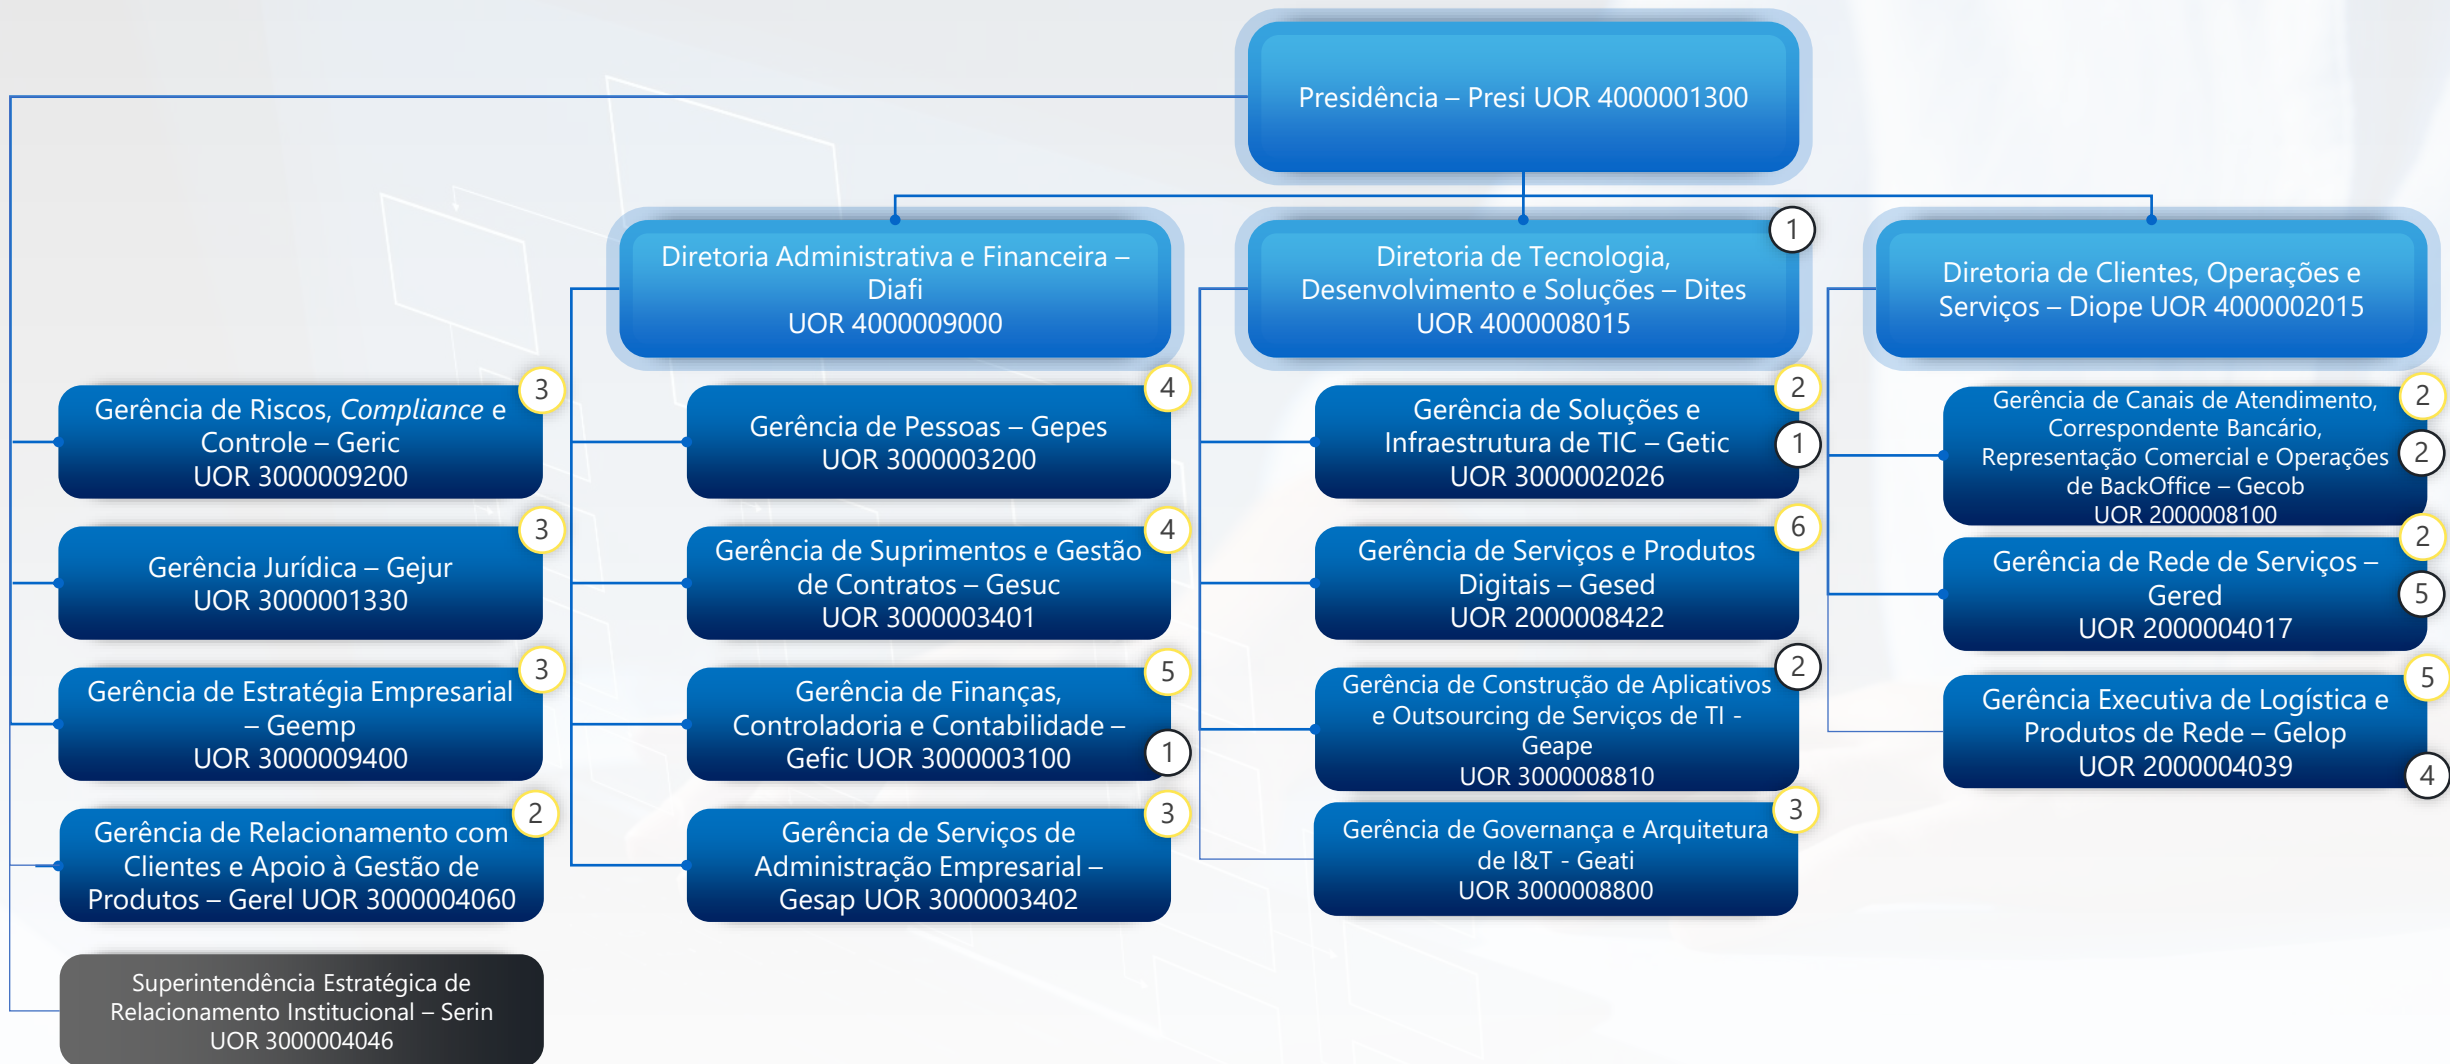 Presidência – Presi UOR 4000001300
Diretoria Administrativa e Financeira –
Diafi
UOR 4000009000
1
Diretoria de Tecnologia,
Desenvolvimento e Soluções – Dites
UOR 4000008015
Diretoria de Clientes, Operações e
Serviços – Diope UOR 4000002015
3
Gerência de Riscos, Compliance e
Controle – Geric
UOR 3000009200
3
Gerência Jurídica – Gejur
UOR 3000001330
3
Gerência de Estratégia Empresarial
– Geemp
UOR 3000009400
2
Gerência de Relacionamento com
Clientes e Apoio à Gestão de
Produtos – Gerel UOR 3000004060
Superintendência Estratégica de
Relacionamento Institucional – Serin
UOR 3000004046
4
Gerência de Pessoas – Gepes
UOR 3000003200
4
Gerência de Suprimentos e Gestão
de Contratos – Gesuc
UOR 3000003401
5
Gerência de Finanças,
Controladoria e Contabilidade –
Gefic UOR 3000003100
1
3
Gerência de Serviços de
Administração Empresarial –
Gesap UOR 3000003402
2
Gerência de Soluções e
Infraestrutura de TIC – Getic
UOR 3000002026
1
6
Gerência de Serviços e Produtos
Digitais – Gesed
UOR 2000008422
2
Gerência de Construção de Aplicativos
e Outsourcing de Serviços de TI -
Geape
UOR 3000008810
3
Gerência de Governança e Arquitetura
de I&T - Geati
UOR 3000008800
2
Gerência de Canais de Atendimento,
Correspondente Bancário,
Representação Comercial e Operações
de BackOffice – Gecob
UOR 2000008100
2
2
Gerência de Rede de Serviços –
Gered
UOR 2000004017
5
5
Gerência Executiva de Logística e
Produtos de Rede – Gelop
UOR 2000004039
4